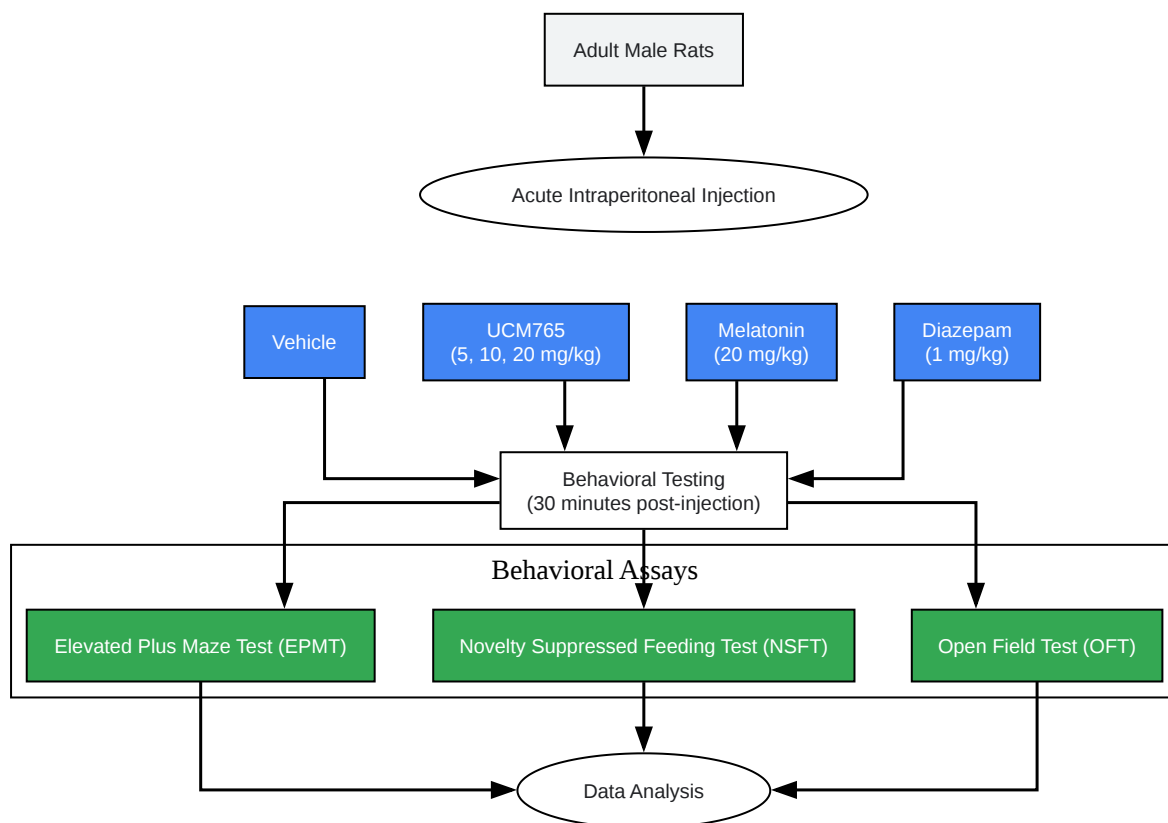 Adult Male Rats
Acute Intraperitoneal Injection
Vehicle
UCM765
(5, 10, 20 mg/kg)
Melatonin
(20 mg/kg)
Diazepam
(1 mg/kg)
Behavioral Testing
(30 minutes post-injection)
Behavioral Assays
Elevated Plus Maze Test (EPMT)
Novelty Suppressed Feeding Test (NSFT)
Open Field Test (OFT)
Data Analysis